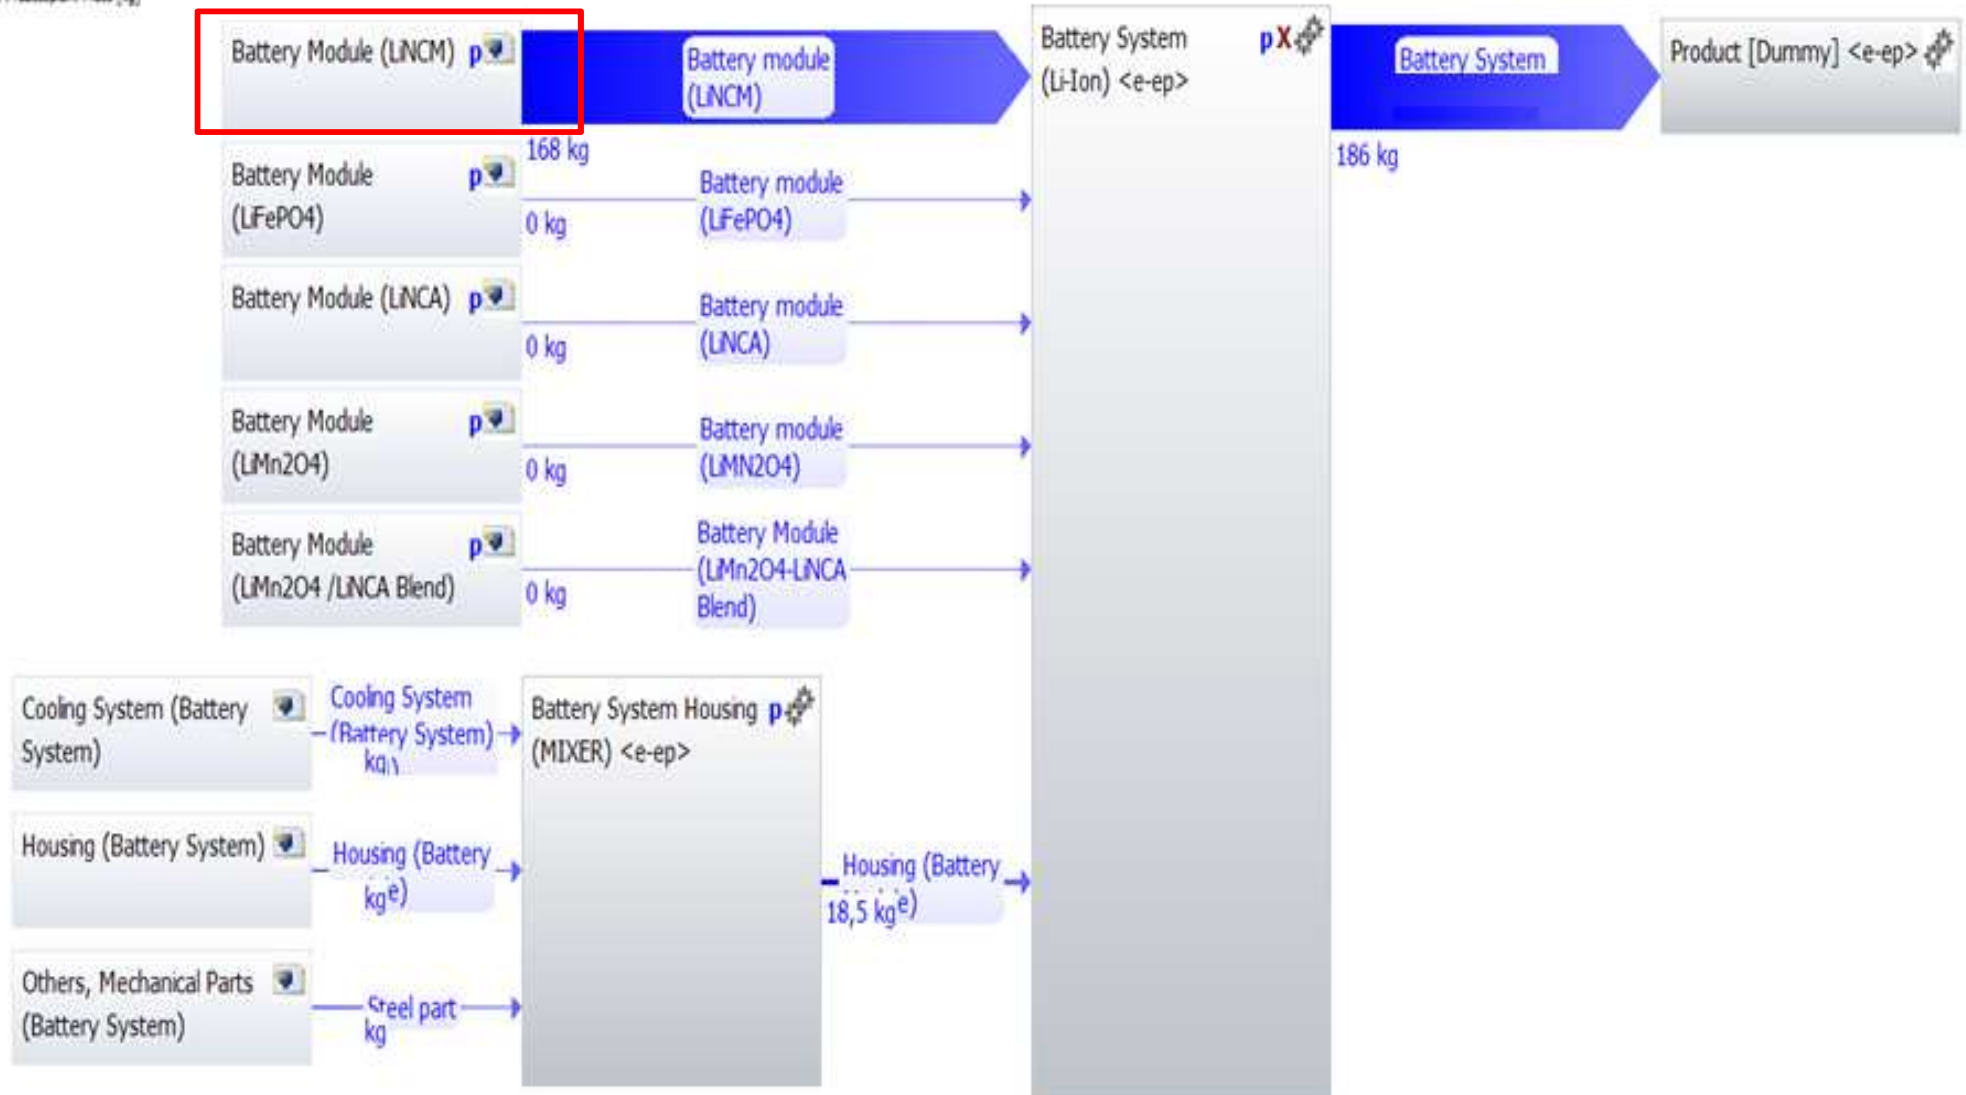 Battery Module (LiNCM) p
Battery module
(LiNCM)
168 kg
Battery System pX
(Li-Ion) <e-ep>
Battery System
186 kg
Product [Dummy] <e-ep>
Battery Module p
(LiFePO4)
0 kg
Battery module
(LiFePO4)
Battery Module (LiNCA) p
0 kg
Battery module
(LiNCA)
Battery Module p
(LiMn2O4)
0 kg
Battery module
(LiMN2O4)
Battery Module p
(LiMn2O4 /LiNCA Blend)
0 kg
Battery Module
(LiMn2O4-LiNCA
Blend)
Cooling System (Battery
System)
Cooling System
(Battery System)
kg
Battery System Housing p
(MIXER) <e-ep>
Housing (Battery System)
Housing (Battery
kg e)
Housing (Battery
18,5 kg e)
Others, Mechanical Parts
(Battery System)
Steel part
kg